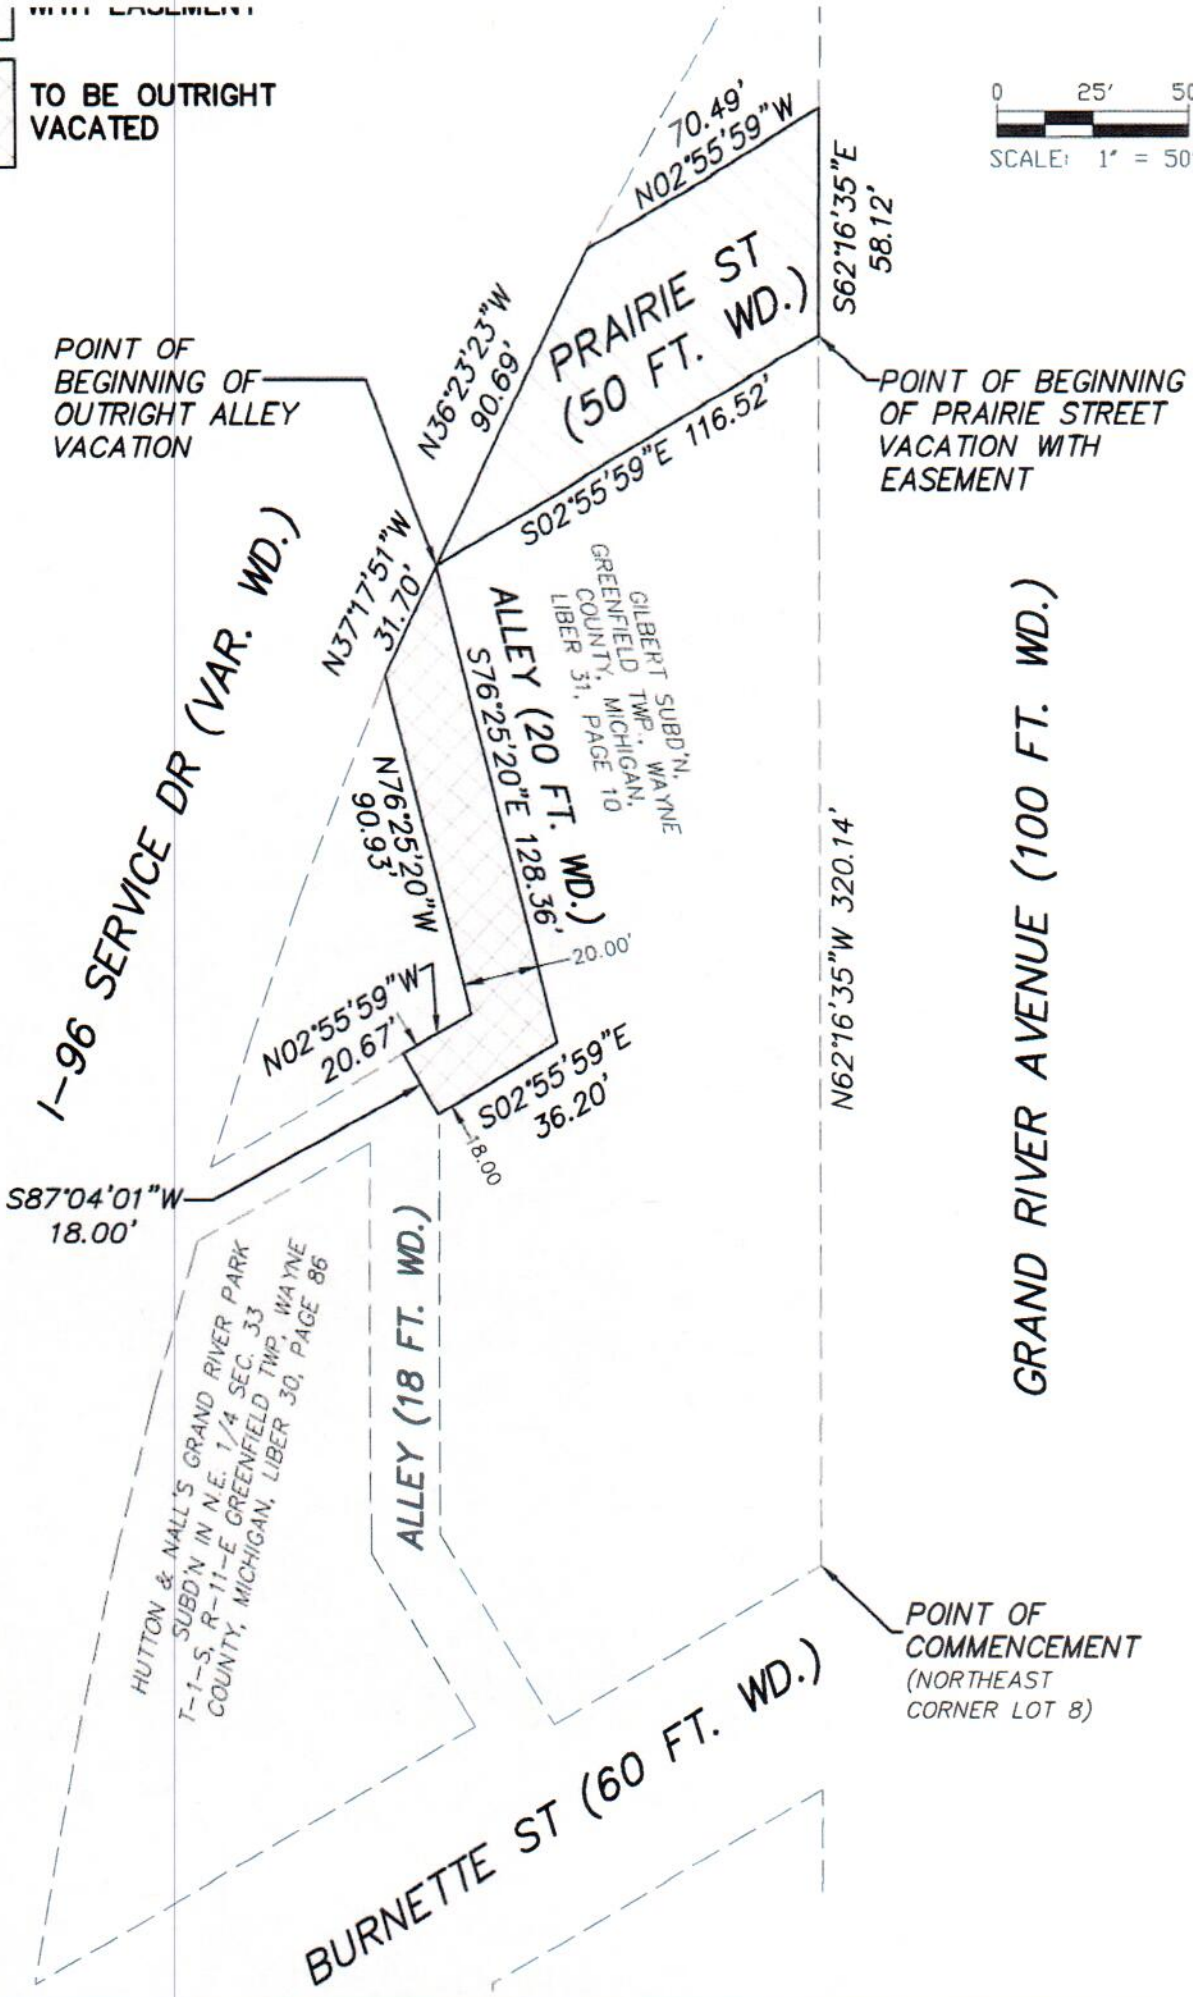 WITH EASEMENT
TO BE OUTRIGHT
VACATED
0 25' 50
SCALE: 1" = 50
70.49'
N02°55'59"W
S62°16'35"E
58.12'
PRAIRIE ST
(50 FT. WD.)
N36°23'23"W
90.69'
POINT OF
BEGINNING OF
OUTRIGHT ALLEY
VACATION
POINT OF BEGINNING
OF PRAIRIE STREET
VACATION WITH
EASEMENT
S02°55'59"E 116.52'
N37°17'51"W
31.70'
I-96 SERVICE DR (VAR. WD.)
GILBERT SUBD'N,
GREENFIELD TWP., WAYNE
COUNTY, MICHIGAN,
LIBER 31, PAGE 10
ALLEY (20 FT. WD.)
S76°25'20"E 128.36'
N76°25'20"W
90.93'
20.00'
N62°16'35"W 320.14'
GRAND RIVER AVENUE (100 FT. WD.)
N02°55'59"W
20.67'
S02°55'59"E
36.20'
18.00
S87°04'01"W
18.00'
ALLEY (18 FT. WD.)
HUTTON & NALL'S GRAND RIVER PARK
SUBD'N IN N.E. 1/4 SEC. 33
T-1-S, R-11-E GREENFIELD TWP, WAYNE
COUNTY, MICHIGAN, LIBER 30, PAGE 86
POINT OF
COMMENCEMENT
(NORTHEAST
CORNER LOT 8)
BURNETTE ST (60 FT. WD.)